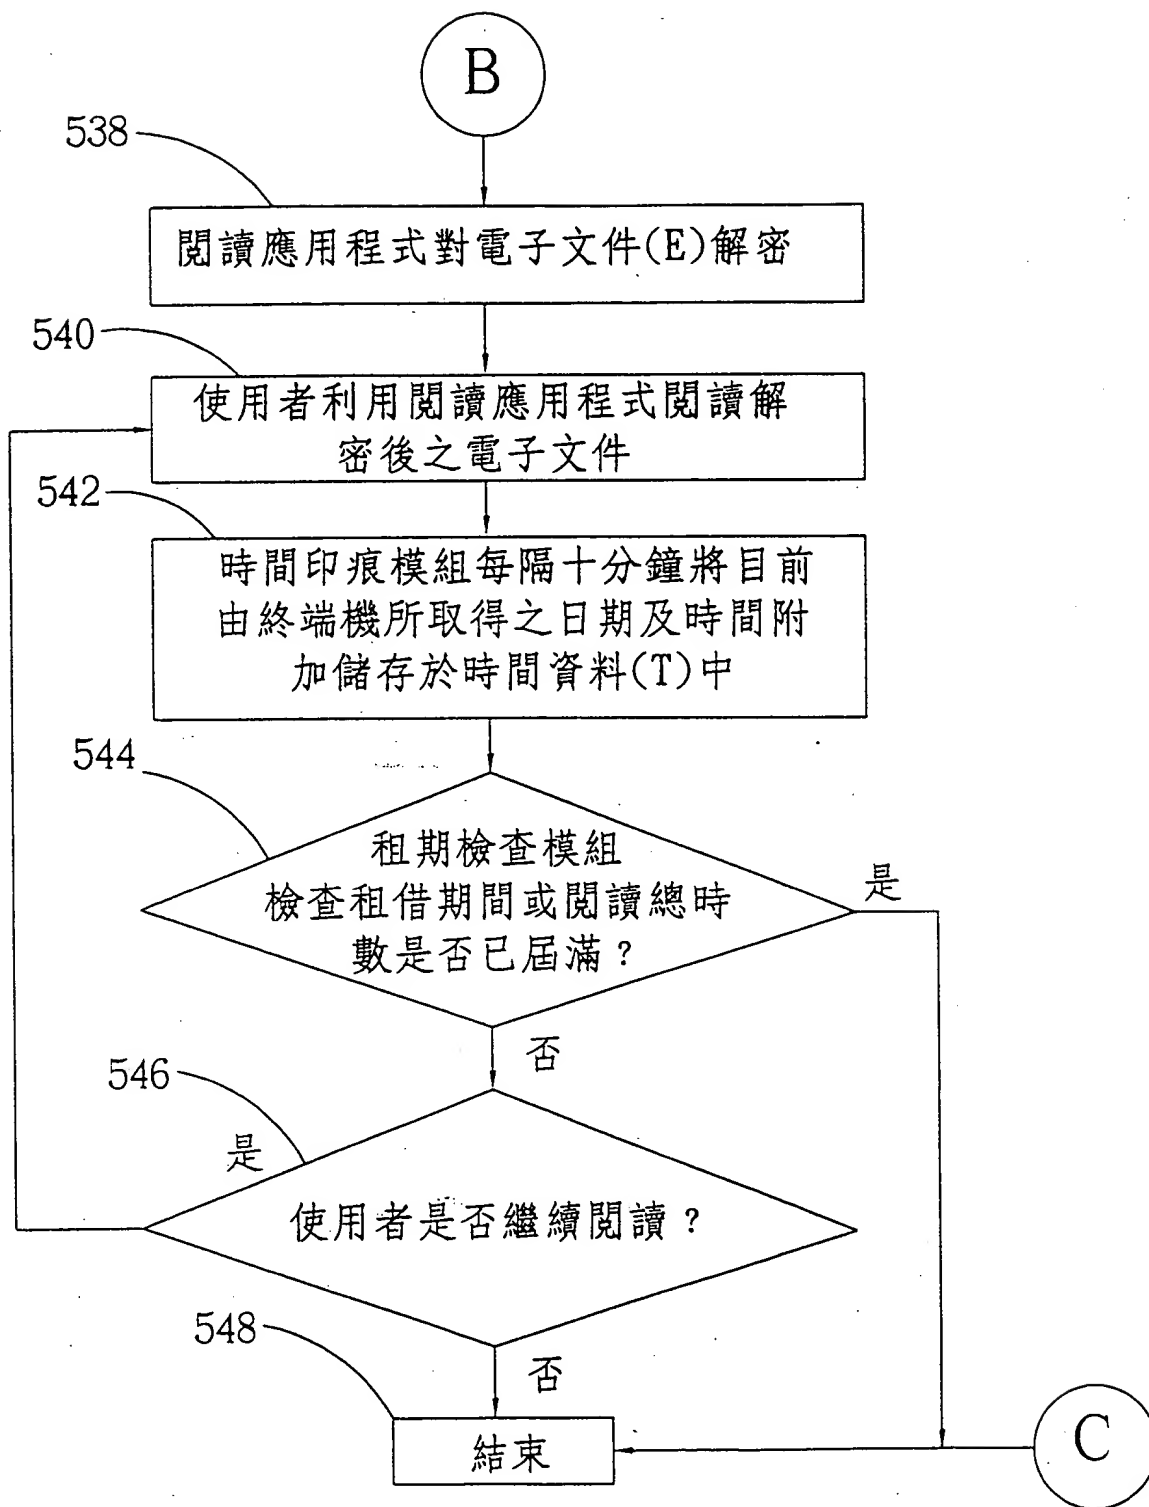 B
538
閱讀應用程式對電子文件(E)解密
540
使用者利用閱讀應用程式閱讀解
密後之電子文件
542
時間印痕模組每隔十分鐘將目前
由終端機所取得之日期及時間附
加儲存於時間資料(T)中
544
租期檢查模組
檢查租借期間或閱讀總時
數是否已屆滿?
是
否
546
是
使用者是否繼續閱讀?
548
否
結束
C